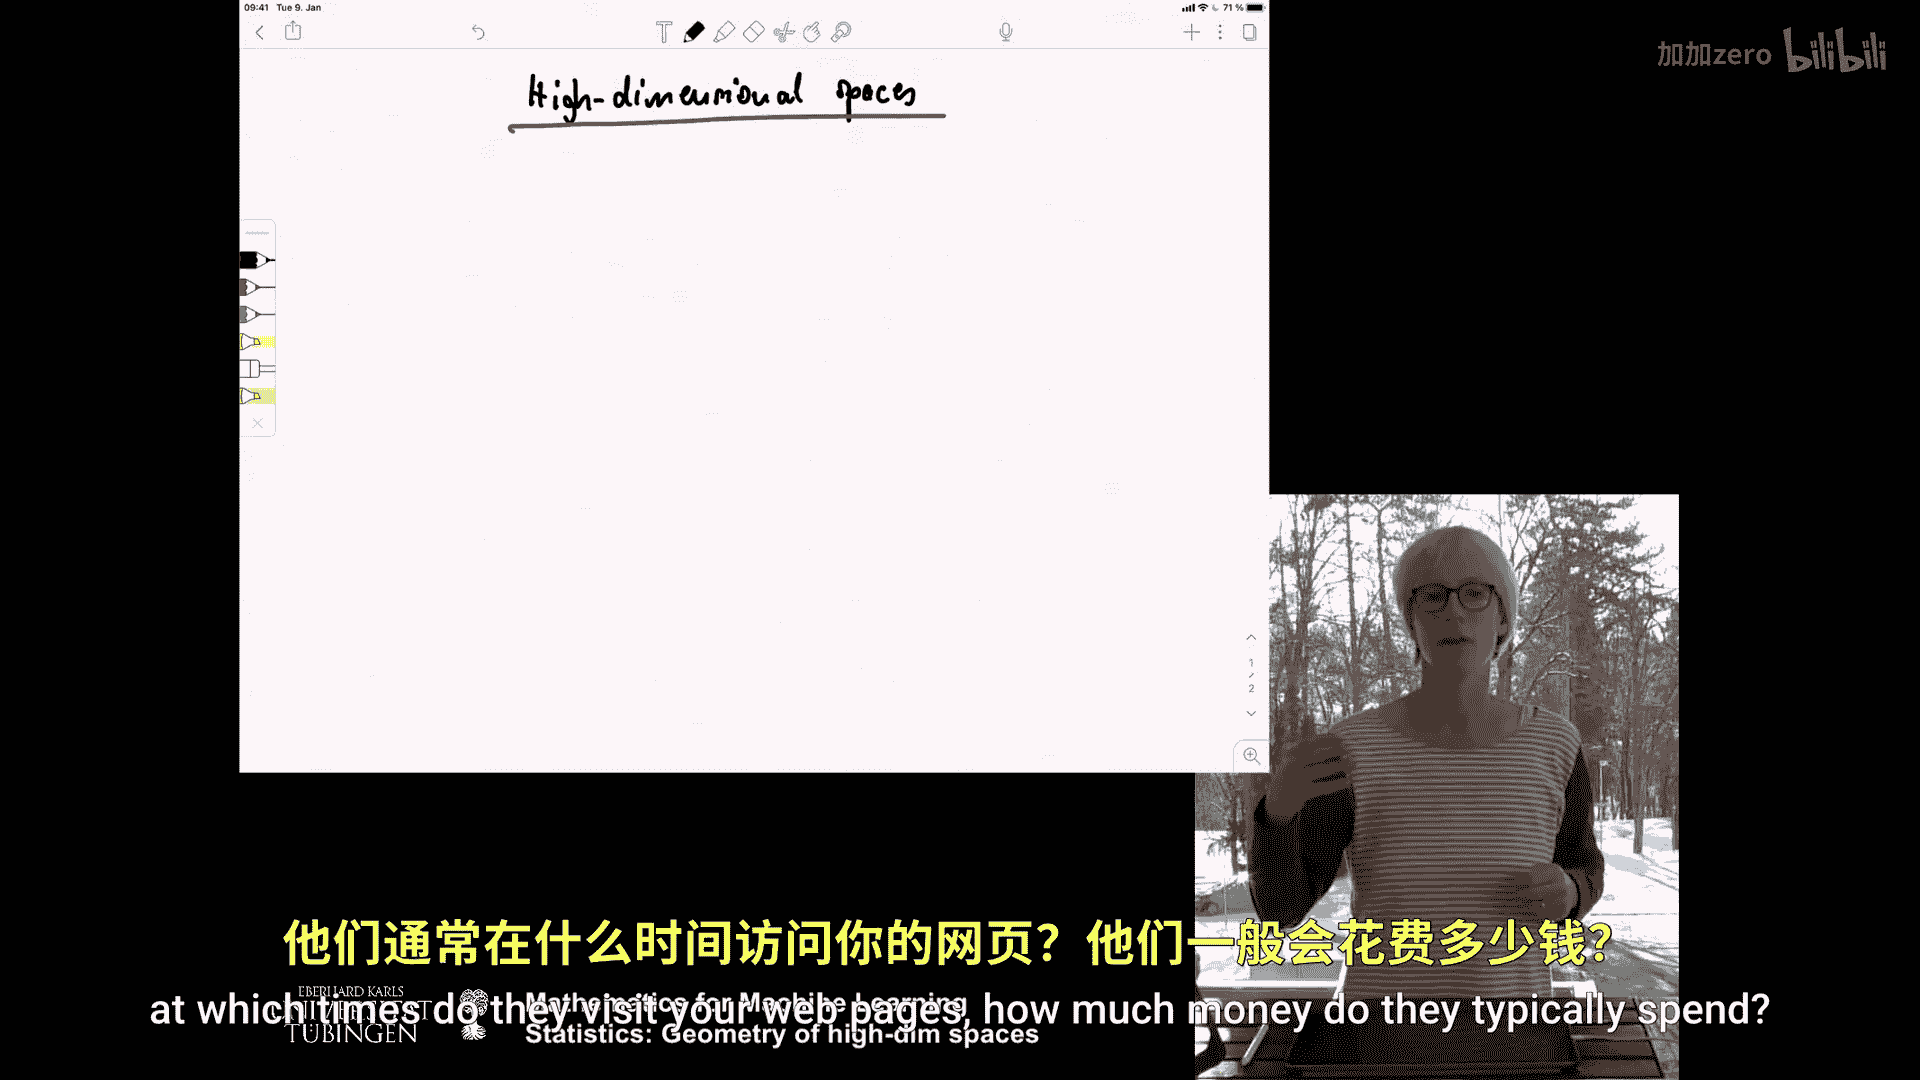 09:41 Tue 9. Jan
71 %
加加zero bilibili
High-dimensional spaces
1
2
他们通常在什么时间访问你的网页？他们一般会花费多少钱？
EBERHARD KARLS
UNIVERSITÄT
TÜBINGEN
Mathematics for Machine Learning
at which times do they visit your web pages, how much money do they typically spend?
Statistics: Geometry of high-dim spaces